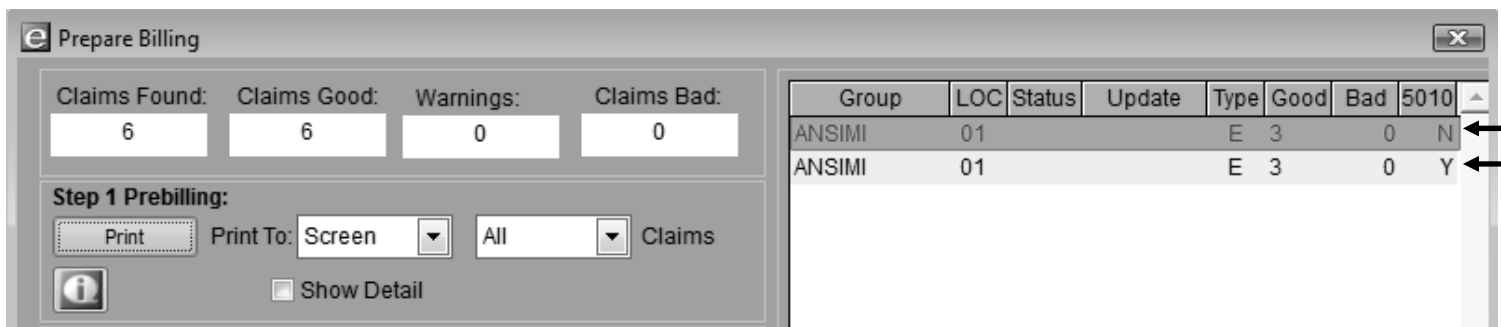 e Prepare Billing
Claims Found: Claims Good: Warnings: Claims Bad:
6 6 0 0
Step 1 Prebilling:
Print Print To: Screen All Claims
i
Show Detail
Group LOC Status Update Type Good Bad 5010
ANSIMI 01 E 3 0 N
ANSIMI 01 E 3 0 Y